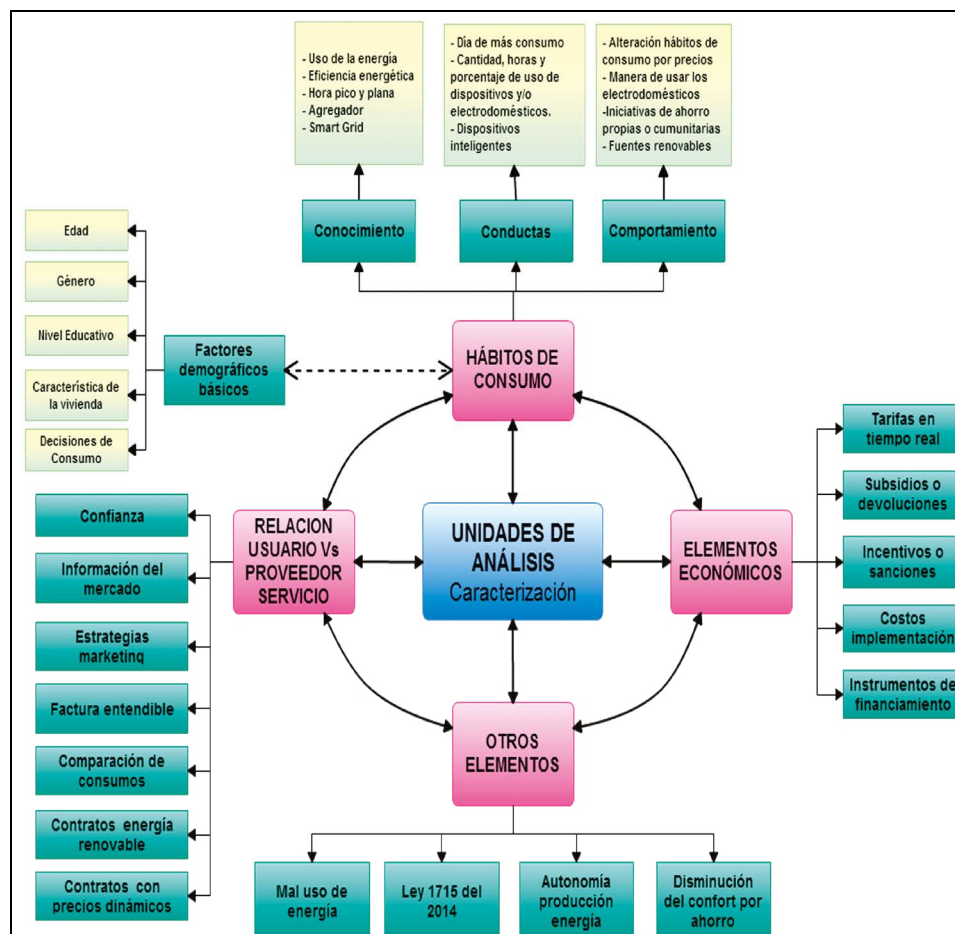 - Uso de la energía
- Eficiencia energética
- Hora pico y plana
- Agregador
- Smart Grid
- Día de más consumo
- Cantidad, horas y
porcentaje de uso de
dispositivos y/o
electrodomésticos.
- Dispositivos
inteligentes
- Alteración hábitos de
consumo por precios
- Manera de usar los
electrodomésticos
-Iniciativas de ahorro
propias o cumunitarias
- Fuentes renovables
Conocimiento
Conductas
Comportamiento
Edad
Género
Nivel Educativo
Característica de
la vivienda
Decisiones de
Consumo
Factores
demográficos
básicos
HÁBITOS DE
CONSUMO
RELACION
USUARIO Vs
PROVEEDOR
SERVICIO
UNIDADES DE
ANÁLISIS
Caracterización
ELEMENTOS
ECONÓMICOS
OTROS
ELEMENTOS
Confianza
Información del
mercado
Estrategias
marketing
Factura entendible
Comparación de
consumos
Contratos energía
renovable
Contratos con
precios dinámicos
Tarifas en
tiempo real
Subsidios o
devoluciones
Incentivos o
sanciones
Costos
implementación
Instrumentos de
financiamiento
Mal uso de
energía
Ley 1715 del
2014
Autonomía
producción
energía
Disminución
del confort por
ahorro